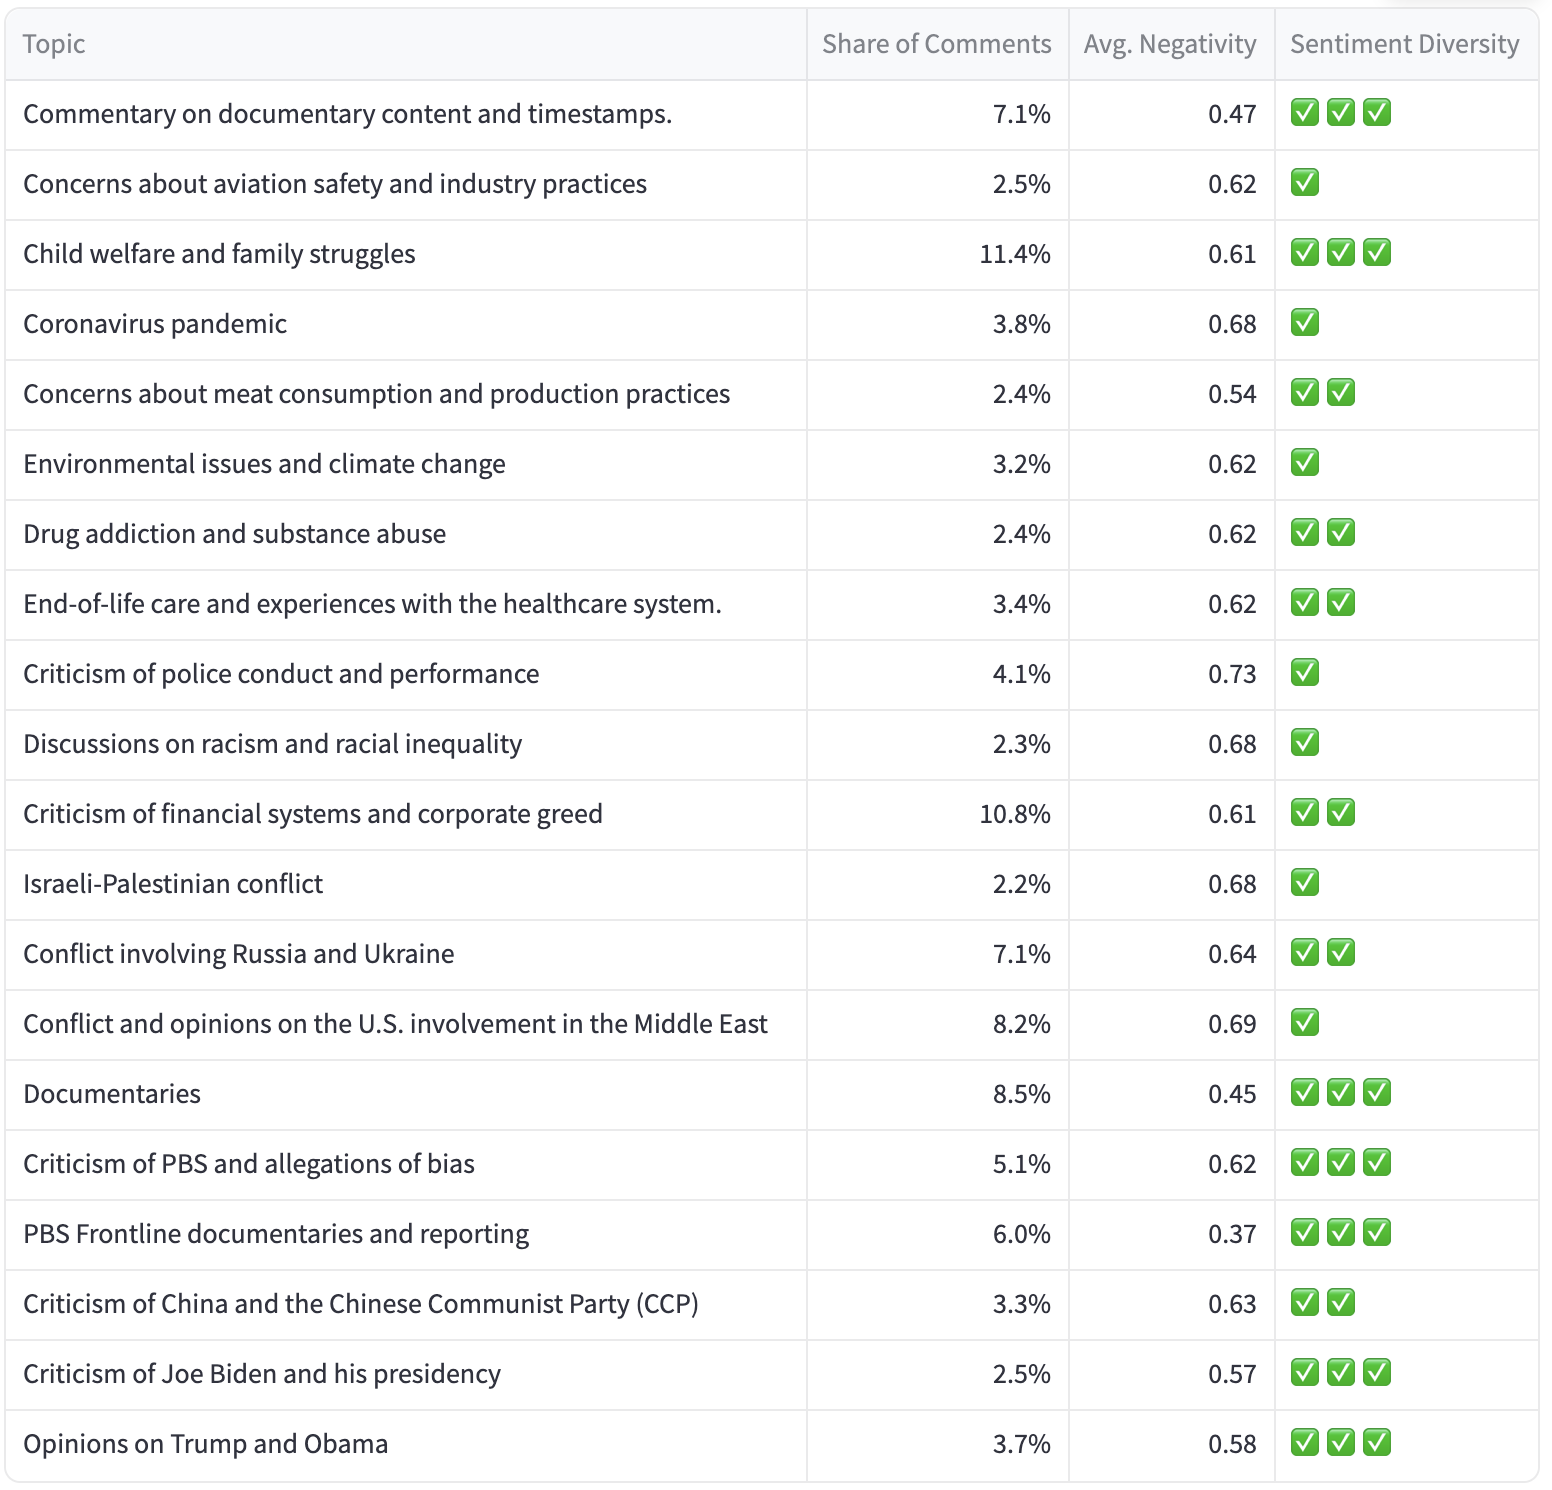 Topic Share of Comments Avg. Negativity Sentiment Diversity
Commentary on documentary content and timestamps. 7.1% 0.47 ✅ ✅ ✅
Concerns about aviation safety and industry practices 2.5% 0.62 ✅
Child welfare and family struggles 11.4% 0.61 ✅ ✅ ✅
Coronavirus pandemic 3.8% 0.68 ✅
Concerns about meat consumption and production practices 2.4% 0.54 ✅ ✅
Environmental issues and climate change 3.2% 0.62 ✅
Drug addiction and substance abuse 2.4% 0.62 ✅ ✅
End-of-life care and experiences with the healthcare system. 3.4% 0.62 ✅ ✅
Criticism of police conduct and performance 4.1% 0.73 ✅
Discussions on racism and racial inequality 2.3% 0.68 ✅
Criticism of financial systems and corporate greed 10.8% 0.61 ✅ ✅
Israeli-Palestinian conflict 2.2% 0.68 ✅
Conflict involving Russia and Ukraine 7.1% 0.64 ✅ ✅
Conflict and opinions on the U.S. involvement in the Middle East 8.2% 0.69 ✅
Documentaries 8.5% 0.45 ✅ ✅ ✅
Criticism of PBS and allegations of bias 5.1% 0.62 ✅ ✅ ✅
PBS Frontline documentaries and reporting 6.0% 0.37 ✅ ✅ ✅
Criticism of China and the Chinese Communist Party (CCP) 3.3% 0.63 ✅ ✅
Criticism of Joe Biden and his presidency 2.5% 0.57 ✅ ✅ ✅
Opinions on Trump and Obama 3.7% 0.58 ✅ ✅ ✅